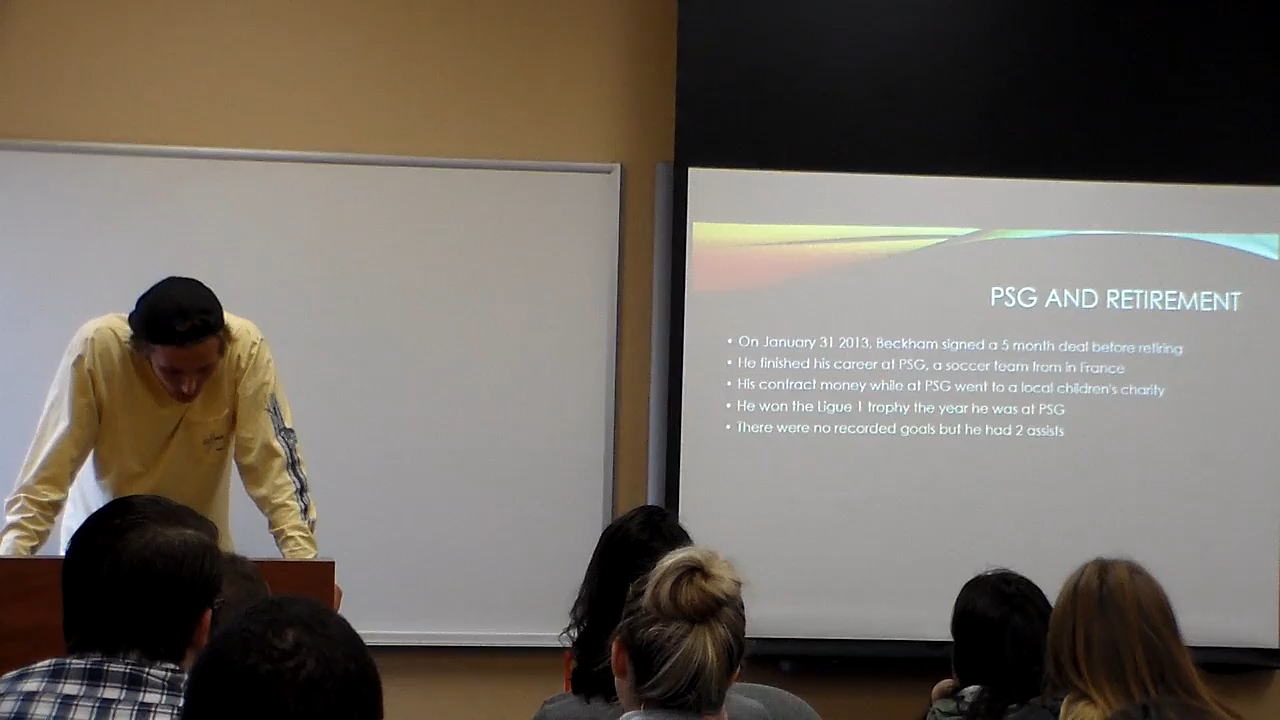 PSG AND RETIREMENT
• On January 31 2013, Beckham signed a 5 month deal before retiring
• He finished his career at PSG, a soccer team from in France
• His contract money while at PSG went to a local children's charity
• He won the Ligue 1 trophy the year he was at PSG
• There were no recorded goals but he had 2 assists